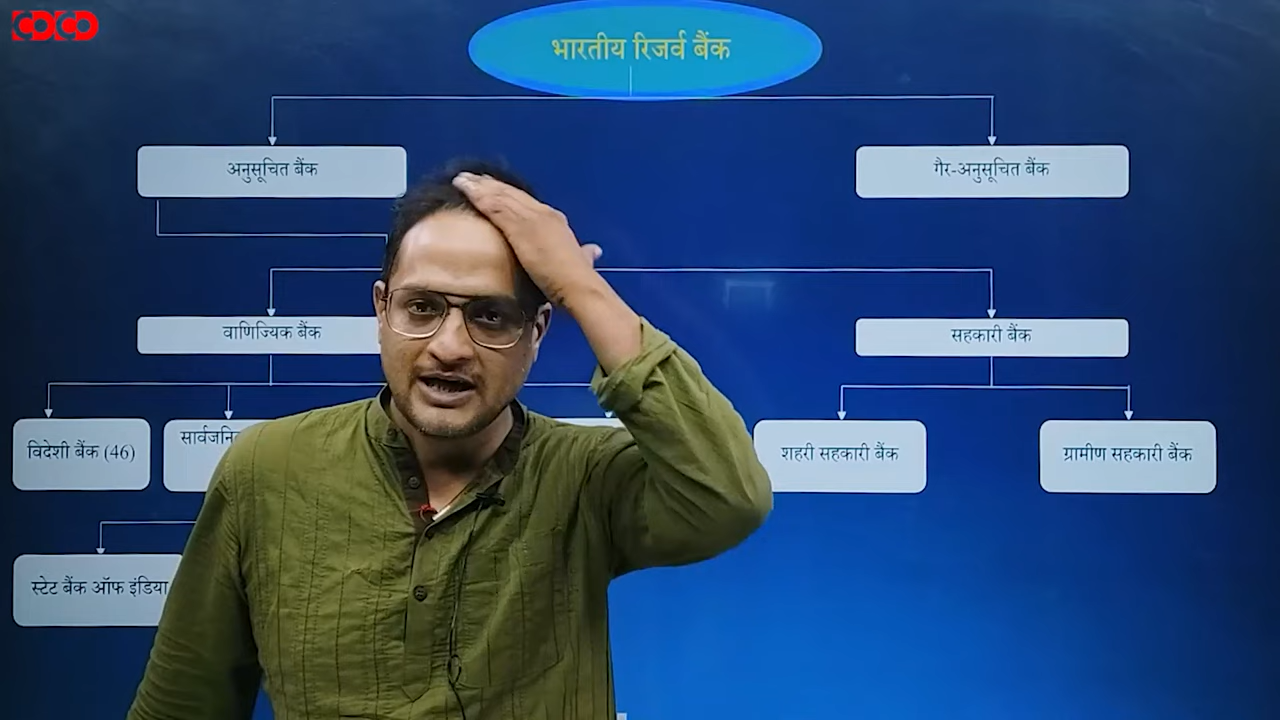 भारतीय रिजर्व बैंक
अनुसूचित बैंक
गैर-अनुसूचित बैंक
वाणिज्यिक बैंक
सहकारी बैंक
विदेशी बैंक (46)
शहरी सहकारी बैंक
ग्रामीण सहकारी बैंक
स्टेट बैंक ऑफ इंडिया